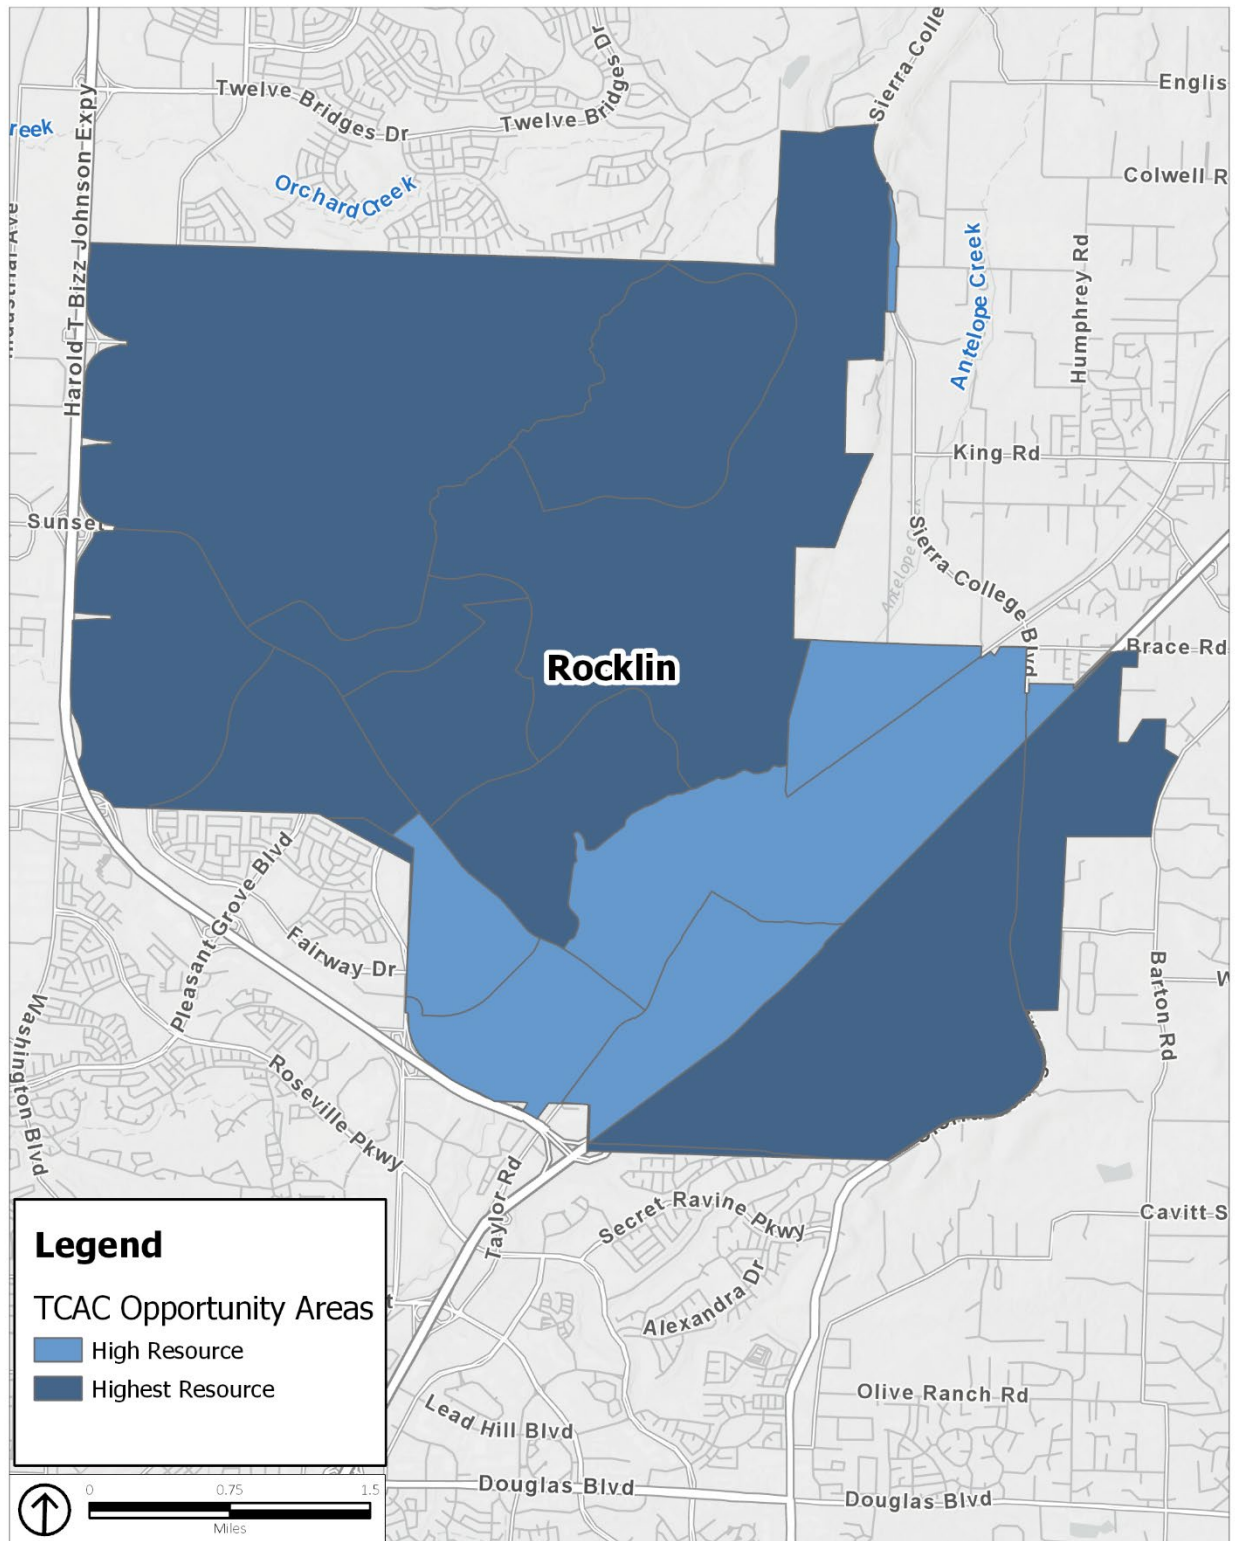 Sierra Colle
Englis
Twelve Bridges Dr
Twelve Bridges Dr
reek
Colwell R
Orchard Creek
Harold T Bizz Johnson Expy
Antelope Creek
Humphrey Rd
King Rd
Sunset
Sierra College Blvd
Brace Rd
Rocklin
Pleasant Grove Blvd
Fairway Dr
Barton Rd
W
Washington Blvd
Roseville Pkwy
Taylor Rd
Secret Ravine Pkwy
Cavitt S
Alexandra Dr
Legend
TCAC Opportunity Areas
High Resource
Highest Resource
Olive Ranch Rd
Lead Hill Blvd
Douglas Blvd
Douglas Blvd
0 0.75 1.5
Miles